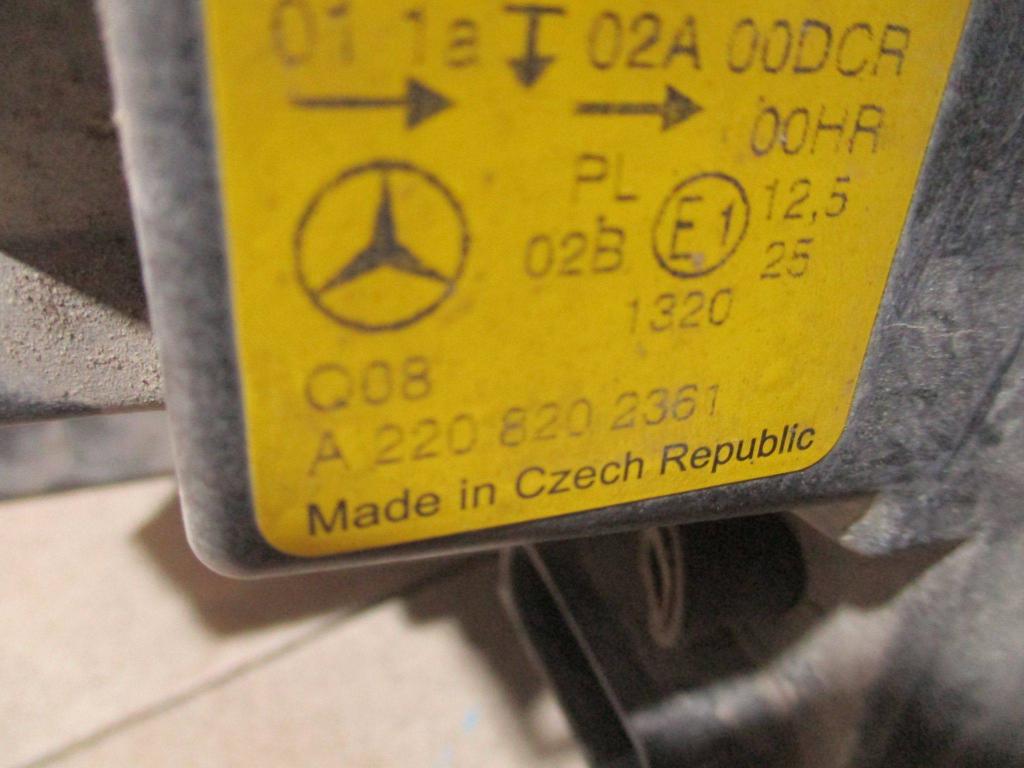 01 1a 02A 00DCR
00HR
PL 12,5
02B E1 25
1320
Q08
A 220 820 2361
Made in Czech Republic